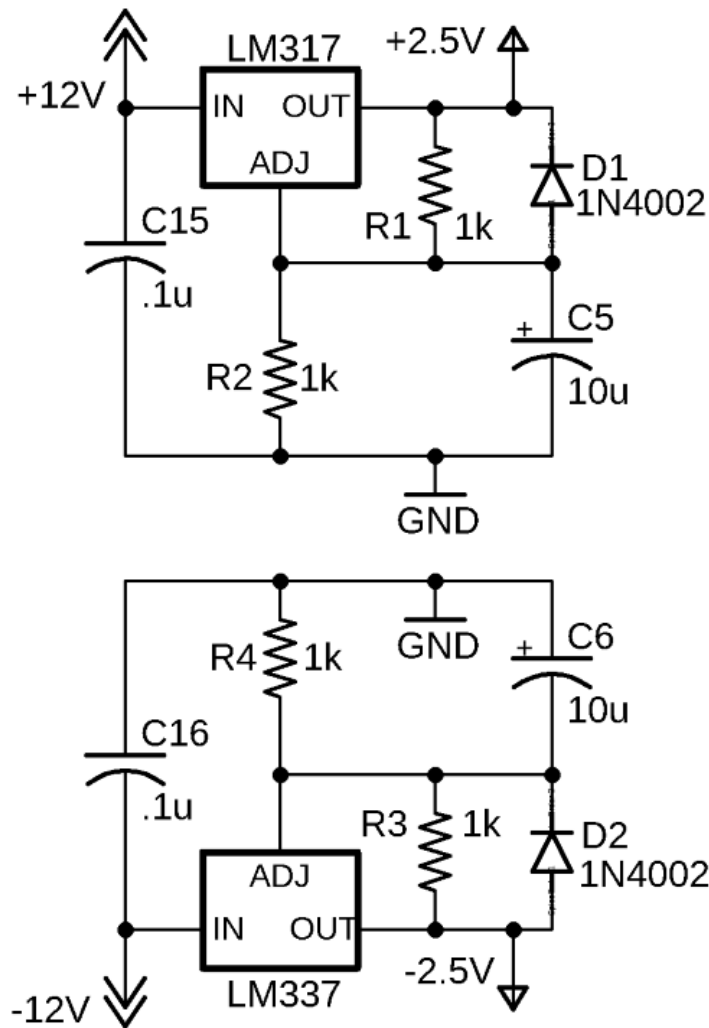 LM317
+2.5V
+12V
IN
OUT
ADJ
D1
1N4002
C15
.1u
R1
1k
C5
+
10u
R2
1k
GND
R4
1k
GND
C6
+
10u
C16
.1u
R3
1k
D2
1N4002
ADJ
IN
OUT
-2.5V
LM337
-12V